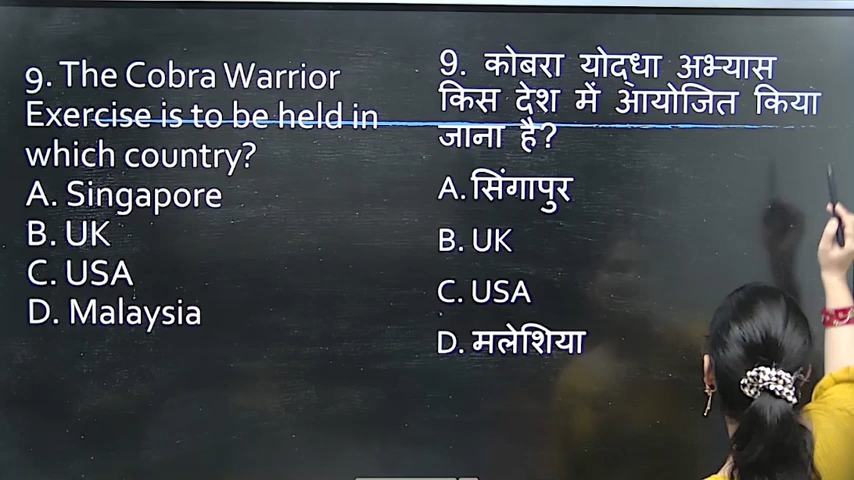 9. The Cobra Warrior
Exercise is to be held in
which country?
A. Singapore
B. UK
C. USA
D. Malaysia
9. कोबरा योद्धा अभ्यास
किस देश में आयोजित किया
जाना है?
A. सिंगापुर
B. UK
C. USA
D. मलेशिया